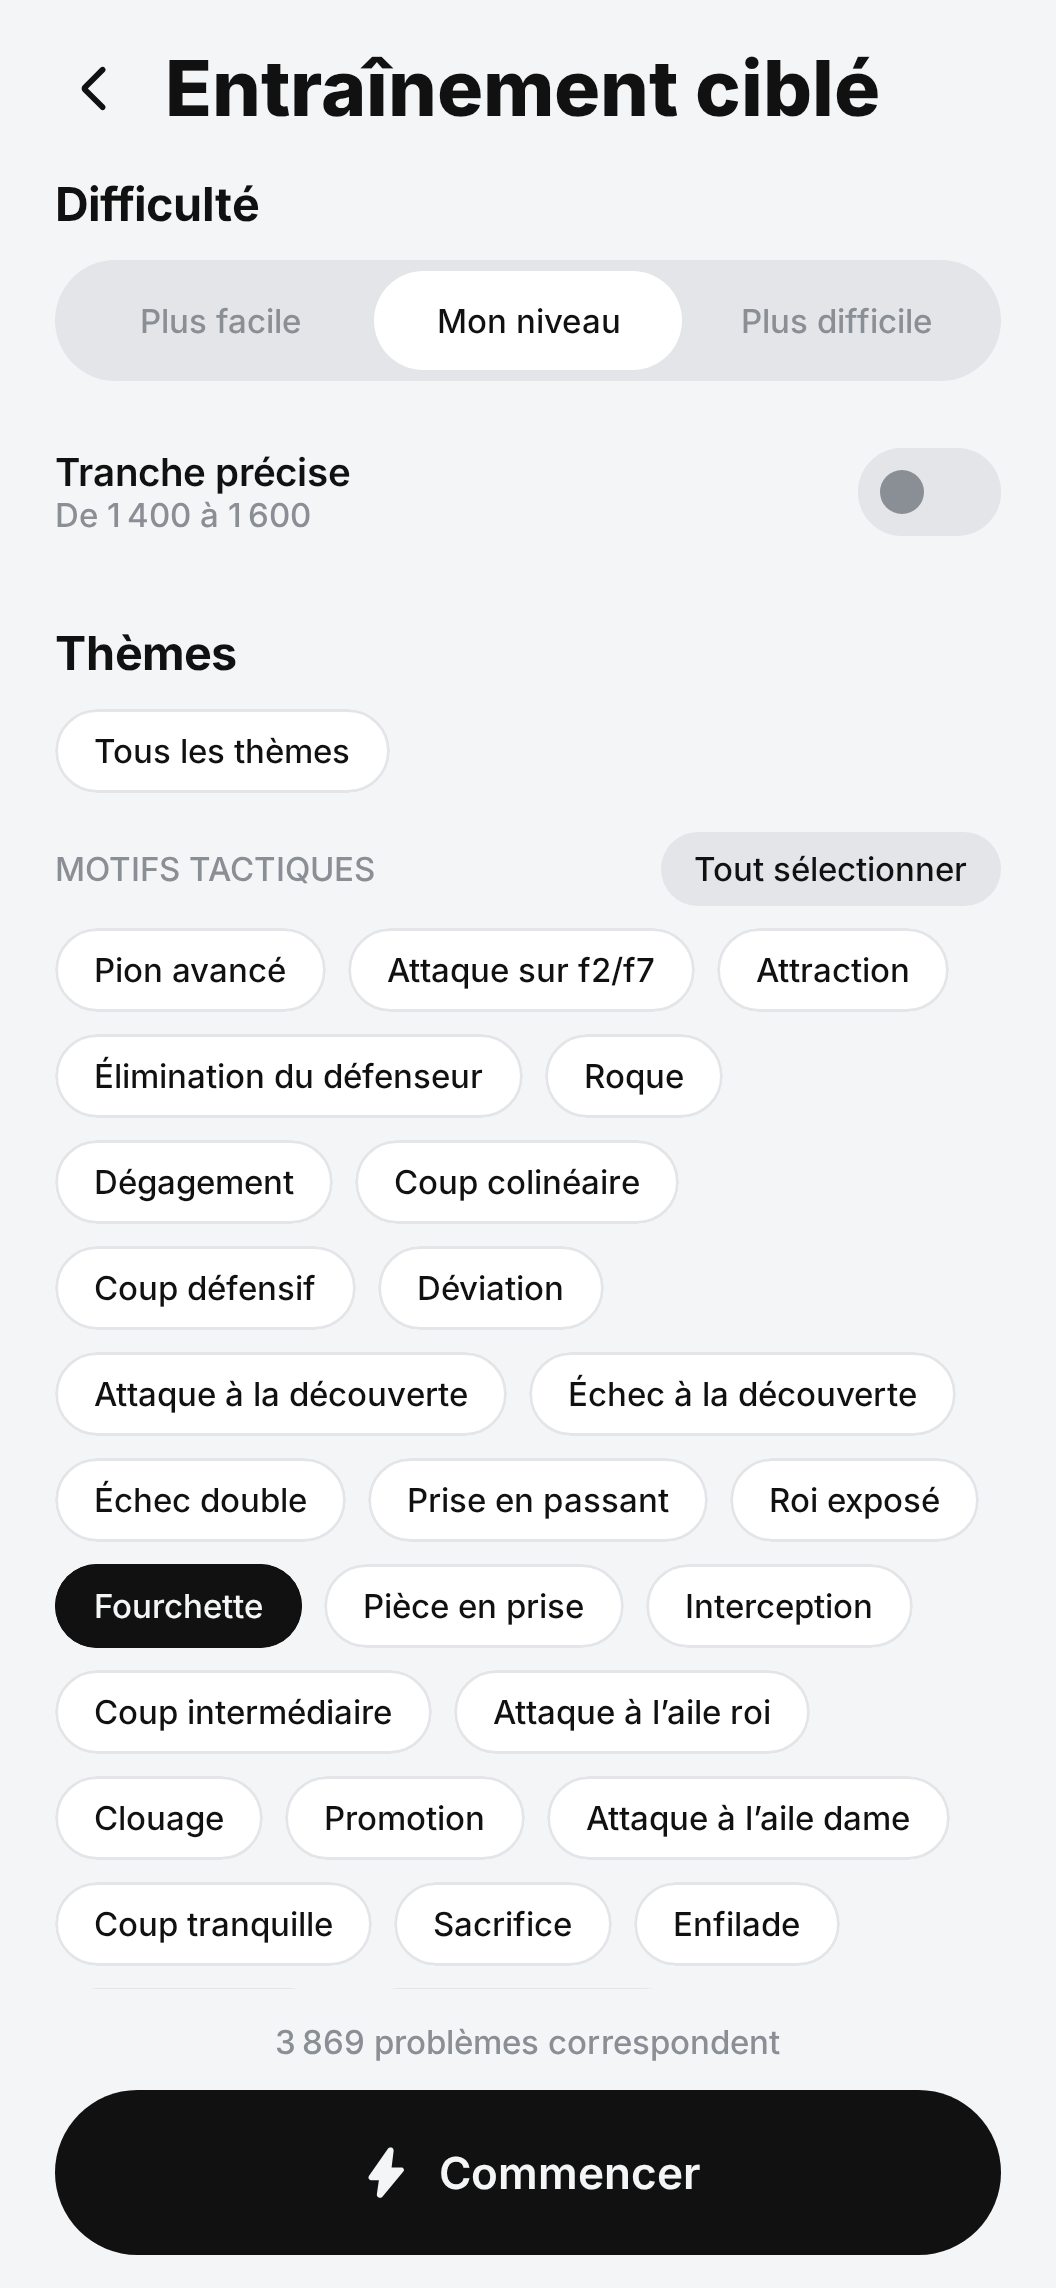 Entraînement ciblé
Difficulté
Plus facile Mon niveau Plus difficile
Tranche précise
De 1 400 à 1 600
Thèmes
Tous les thèmes
MOTIFS TACTIQUES Tout sélectionner
Pion avancé Attaque sur f2/f7 Attraction
Élimination du défenseur Roque
Dégagement Coup colinéaire
Coup défensif Déviation
Attaque à la découverte Échec à la découverte
Échec double Prise en passant Roi exposé
Fourchette Pièce en prise Interception
Coup intermédiaire Attaque à l’aile roi
Clouage Promotion Attaque à l’aile dame
Coup tranquille Sacrifice Enfilade
3 869 problèmes correspondent
Commencer